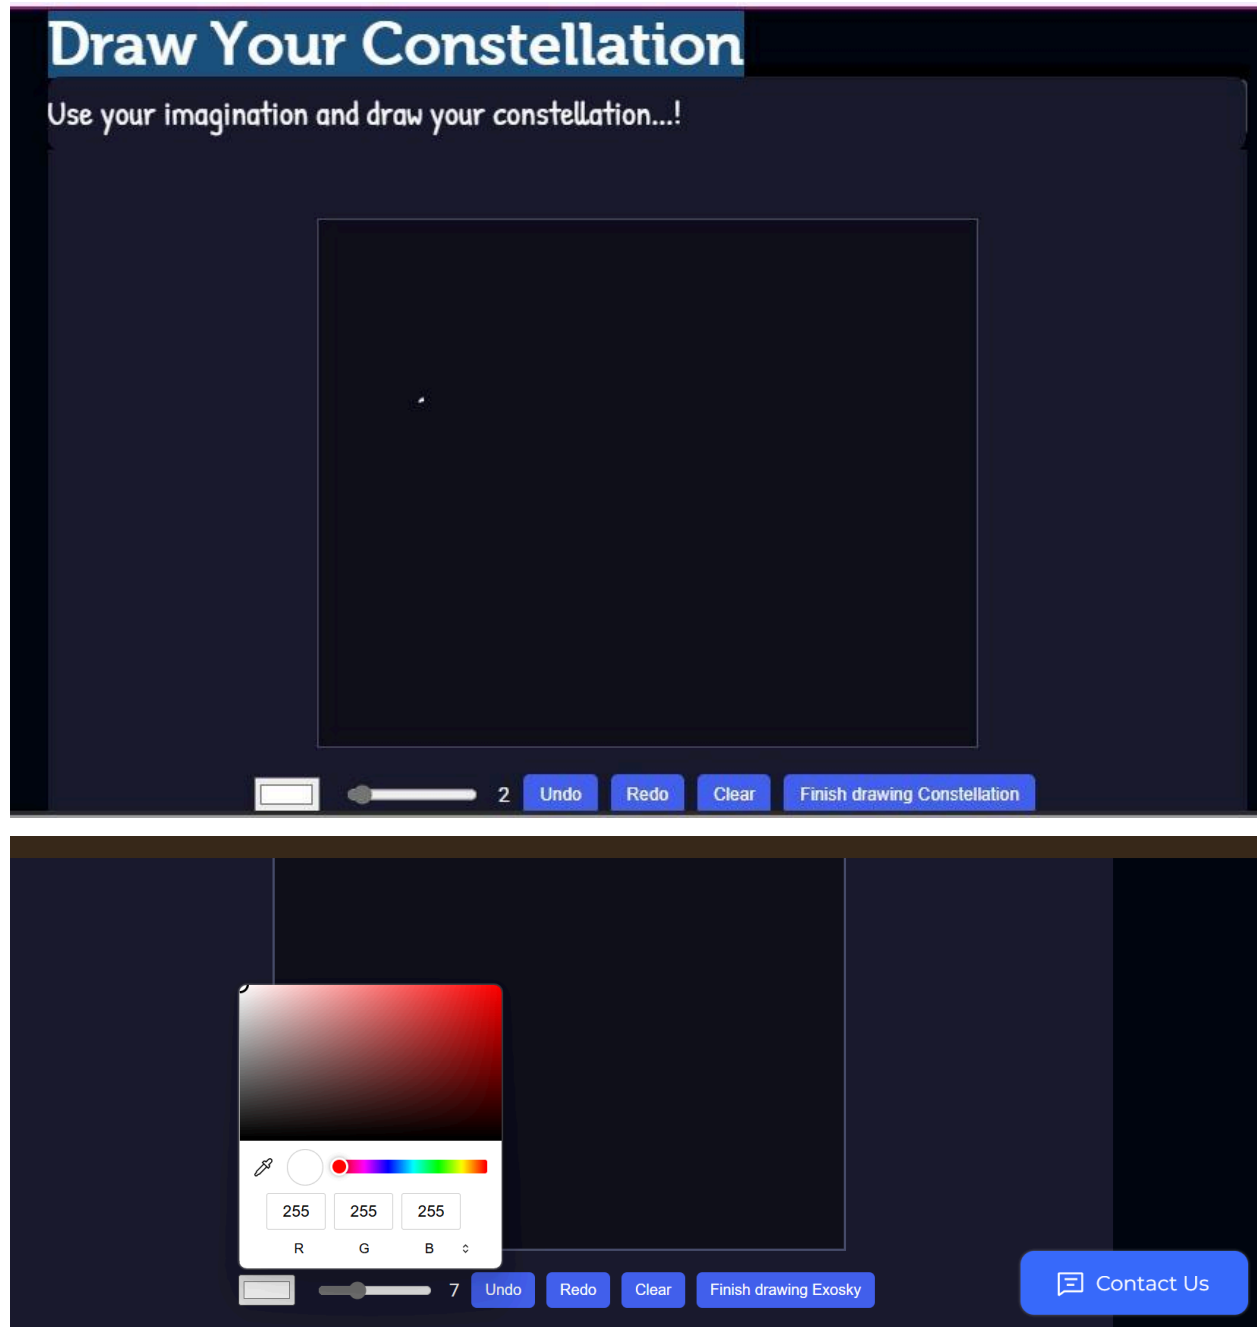 Draw Your Constellation
Use your imagination and draw your constellation...!
2 Undo Redo Clear Finish drawing Constellation
255 255 255
R G B
7 Undo Redo Clear Finish drawing Exosky
Contact Us